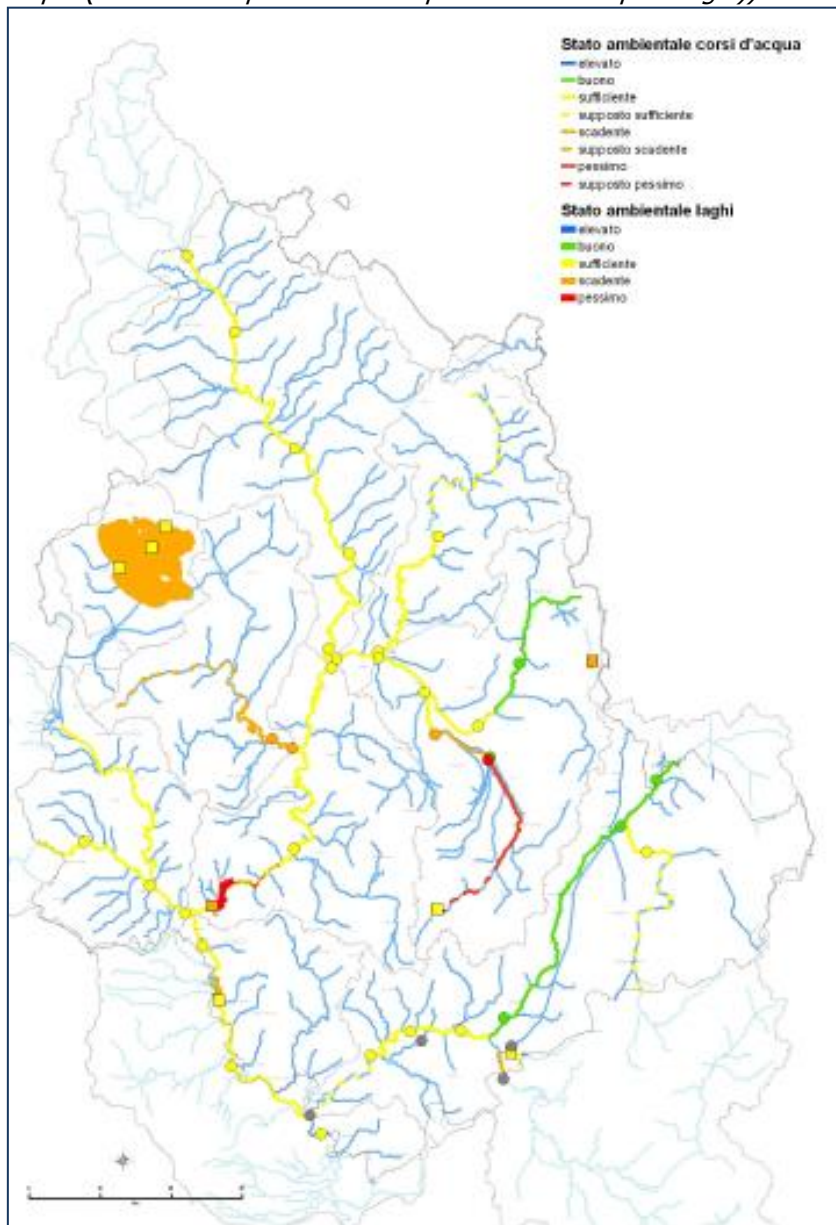 Stato ambientale corsi d'acqua
elevato
buono
sufficiente
supposto sufficiente
scadente
supposto scadente
pessimo
supposto pessimo
Stato ambientale laghi
elevato
buono
sufficiente
scadente
pessimo